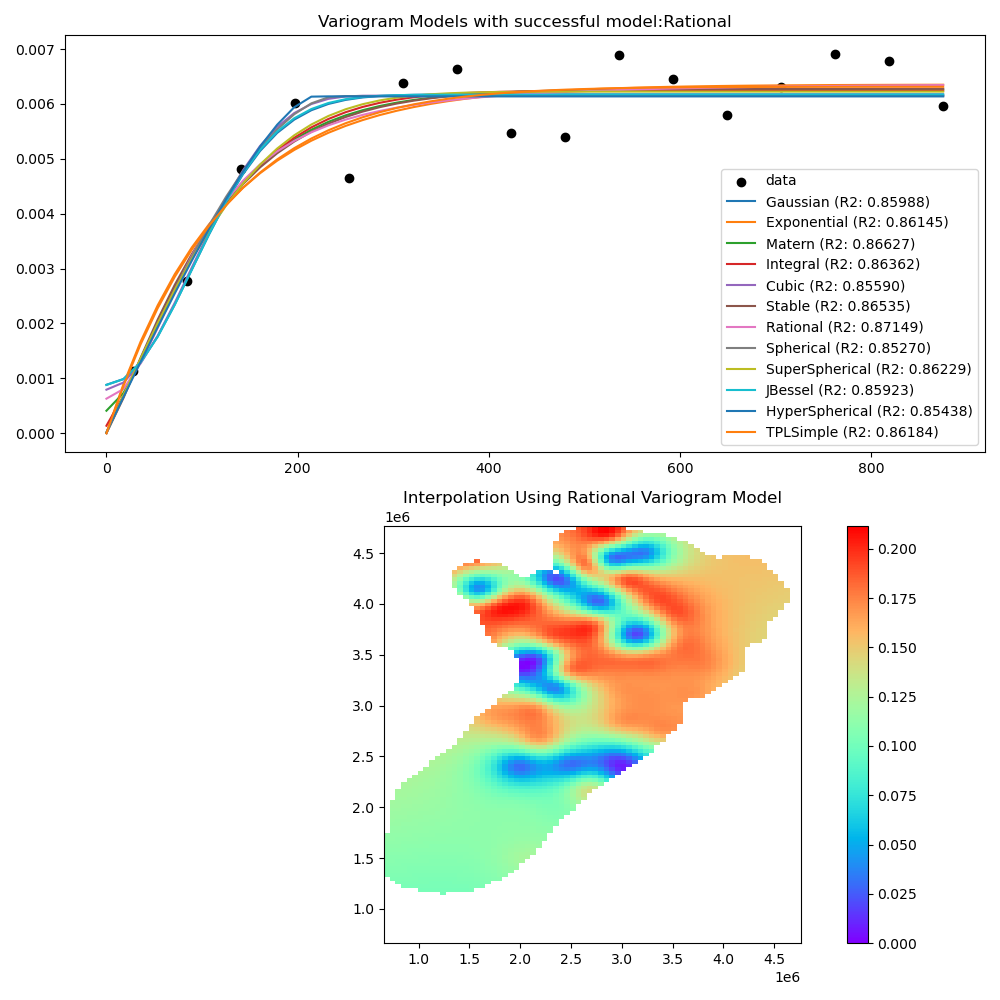 Variogram Models with successful model:Rational
0.007
0.006
0.005
0.004
0.003
0.002
0.001
0.000
data
Gaussian (R2: 0.85988)
Exponential (R2: 0.86145)
Matern (R2: 0.86627)
Integral (R2: 0.86362)
Cubic (R2: 0.85590)
Stable (R2: 0.86535)
Rational (R2: 0.87149)
Spherical (R2: 0.85270)
SuperSpherical (R2: 0.86229)
JBessel (R2: 0.85923)
HyperSpherical (R2: 0.85438)
TPLSimple (R2: 0.86184)
0 200 400 600 800
Interpolation Using Rational Variogram Model
1e6
4.5
4.0
3.5
3.0
2.5
2.0
1.5
1.0
1.0 1.5 2.0 2.5 3.0 3.5 4.0 4.5
1e6
0.200
0.175
0.150
0.125
0.100
0.075
0.050
0.025
0.000